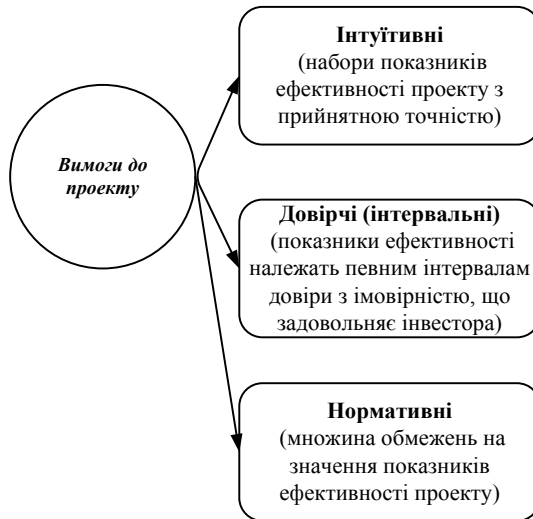 Вимоги до
проекту
Інтуїтивні
(набори показників
ефективності проекту з
прийнятною точністю)
Довірчі (інтервальні)
(показники ефективності
належать певним інтервалам
довіри з імовірністю, що
задовольняє інвестора)
Нормативні
(множина обмежень на
значення показників
ефективності проекту)